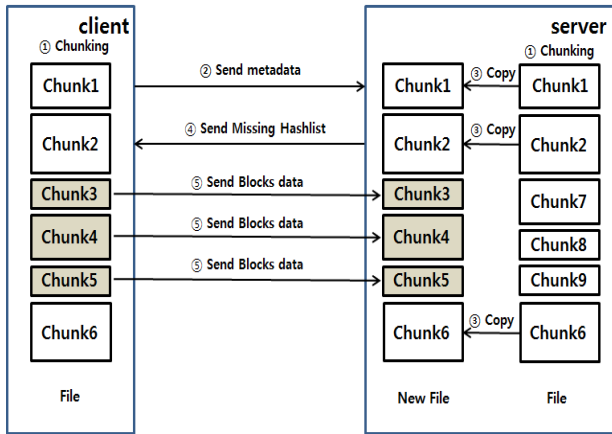 client
server
① Chunking
① Chunking
Chunk1
② Send metadata
Chunk1
③ Copy
Chunk1
Chunk2
④ Send Missing Hashlist
Chunk2
③ Copy
Chunk2
Chunk3
⑤ Send Blocks data
Chunk3
Chunk7
Chunk4
⑤ Send Blocks data
Chunk4
Chunk8
Chunk5
⑤ Send Blocks data
Chunk5
Chunk9
Chunk6
Chunk6
③ Copy
Chunk6
File
New File
File